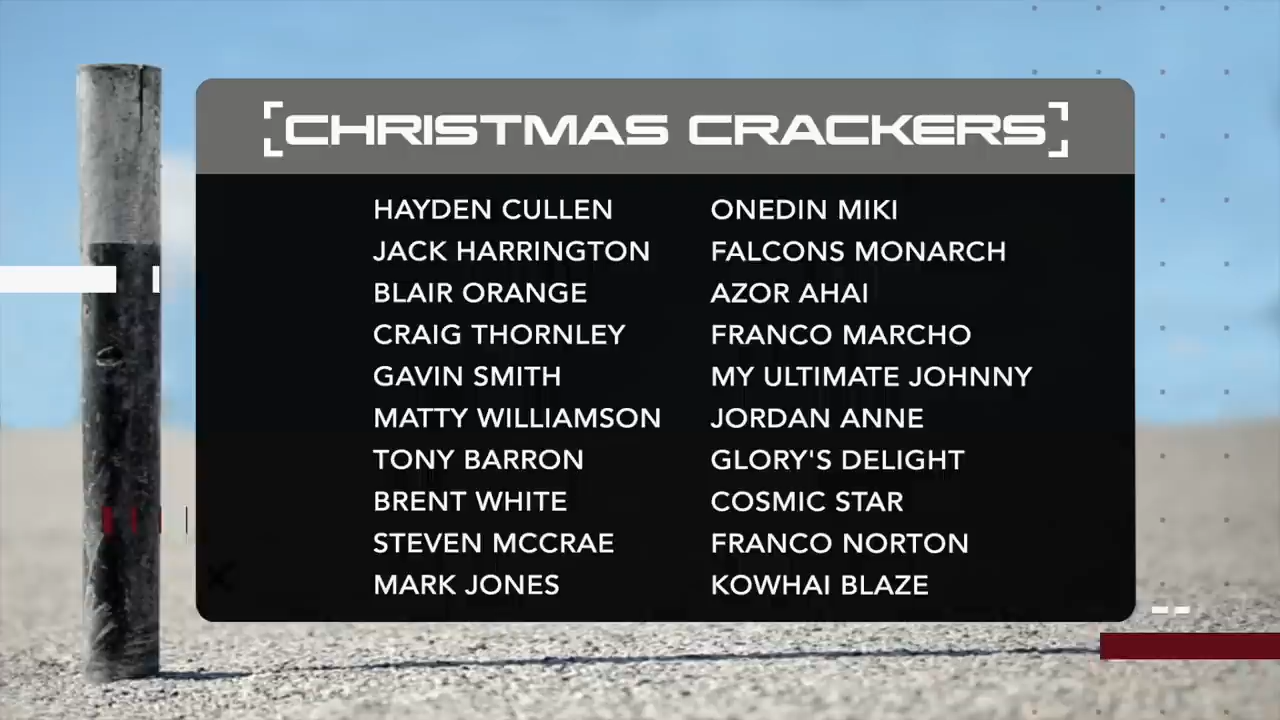 CHRISTMAS CRACKERS
HAYDEN CULLEN ONEDIN MIKI
JACK HARRINGTON FALCONS MONARCH
BLAIR ORANGE AZOR AHAI
CRAIG THORNLEY FRANCO MARCHO
GAVIN SMITH MY ULTIMATE JOHNNY
MATTY WILLIAMSON JORDAN ANNE
TONY BARRON GLORY'S DELIGHT
BRENT WHITE COSMIC STAR
STEVEN MCCRAE FRANCO NORTON
MARK JONES KOWHAI BLAZE